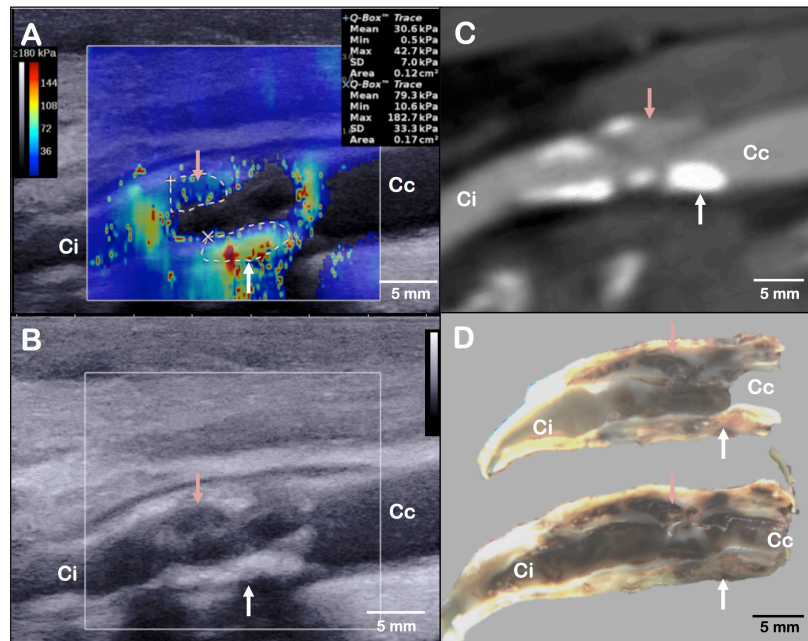 A
+Q-Box™ Trace
Mean 30.6 kPa
Min 0.5 kPa
Max 42.7 kPa
SD 7.0 kPa
Area 0.12 cm²
×Q-Box™ Trace
Mean 79.3 kPa
Min 10.6 kPa
Max 182.7 kPa
SD 33.3 kPa
Area 0.17 cm²
≥180 kPa
144
108
72
36
+
×
Cc
Ci
5 mm
C
Cc
Ci
5 mm
B
Cc
Ci
5 mm
D
Cc
Ci
Cc
Ci
5 mm